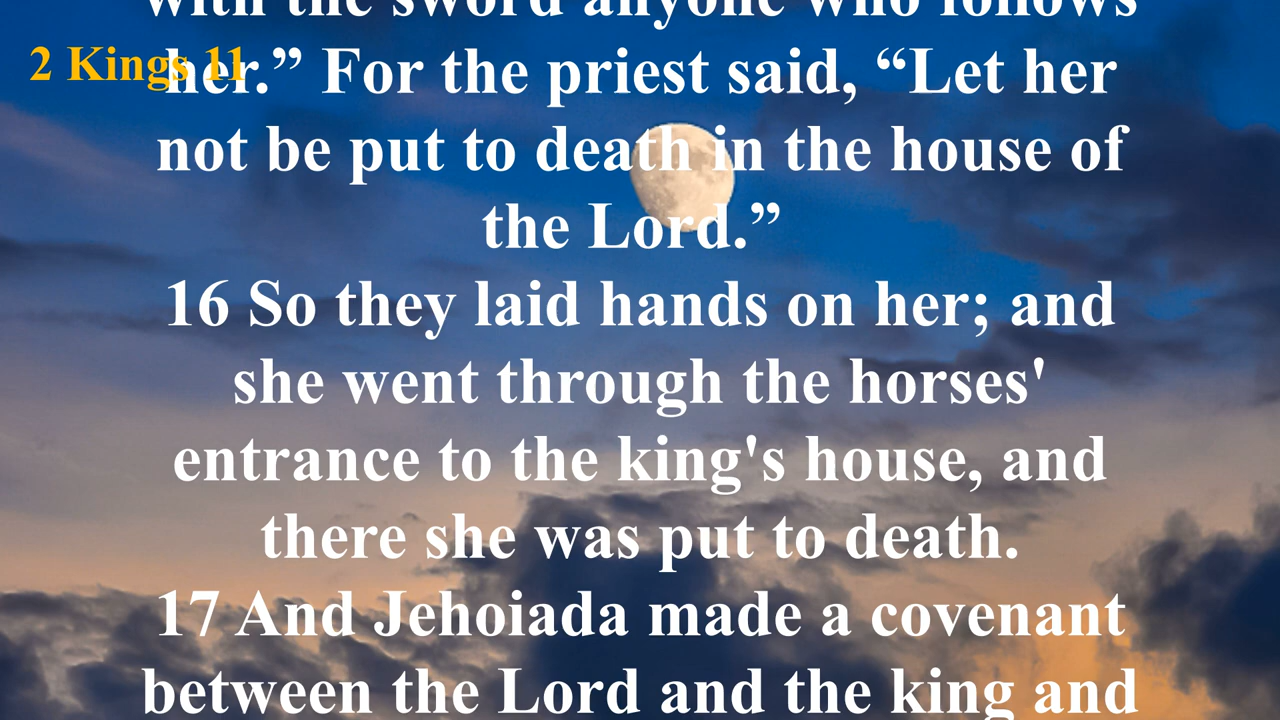 with the sword anyone who follows
2 Kings 11
her.” For the priest said, “Let her
not be put to death in the house of
the Lord.”
16 So they laid hands on her; and
she went through the horses'
entrance to the king's house, and
there she was put to death.
17 And Jehoiada made a covenant
between the Lord and the king and